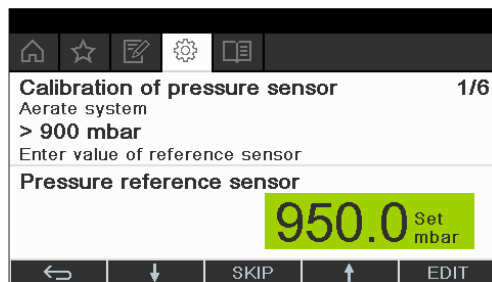 Calibration of pressure sensor 1/6
Aerate system
> 900 mbar
Enter value of reference sensor
Pressure reference sensor
950.0 Set mbar
SKIP EDIT